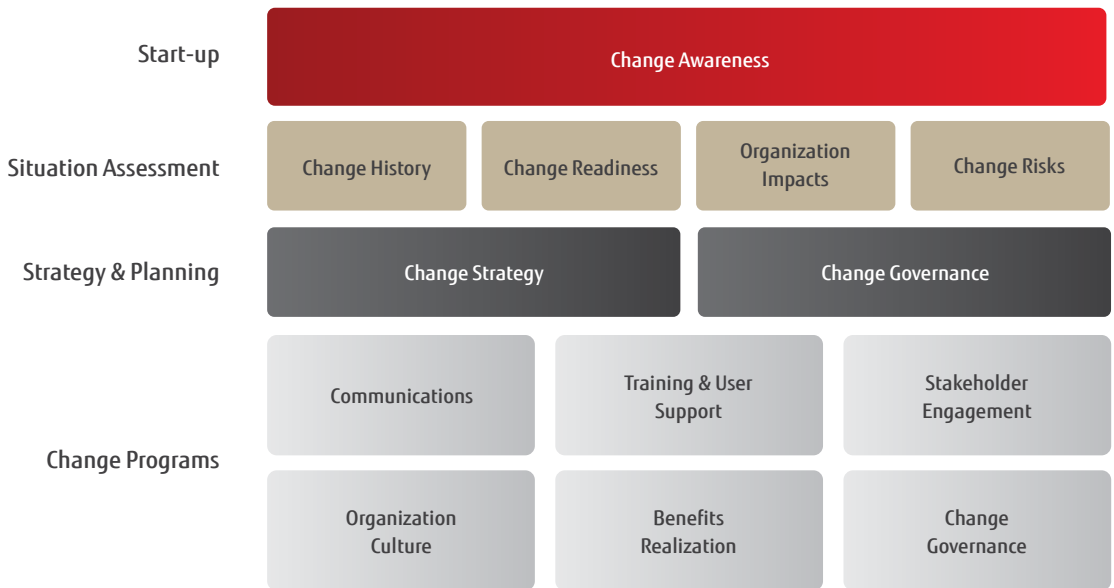 Start-up
Change Awareness
Situation Assessment
Change History
Change Readiness
Organization
Impacts
Change Risks
Strategy & Planning
Change Strategy
Change Governance
Change Programs
Communications
Training & User
Support
Stakeholder
Engagement
Organization
Culture
Benefits
Realization
Change
Governance